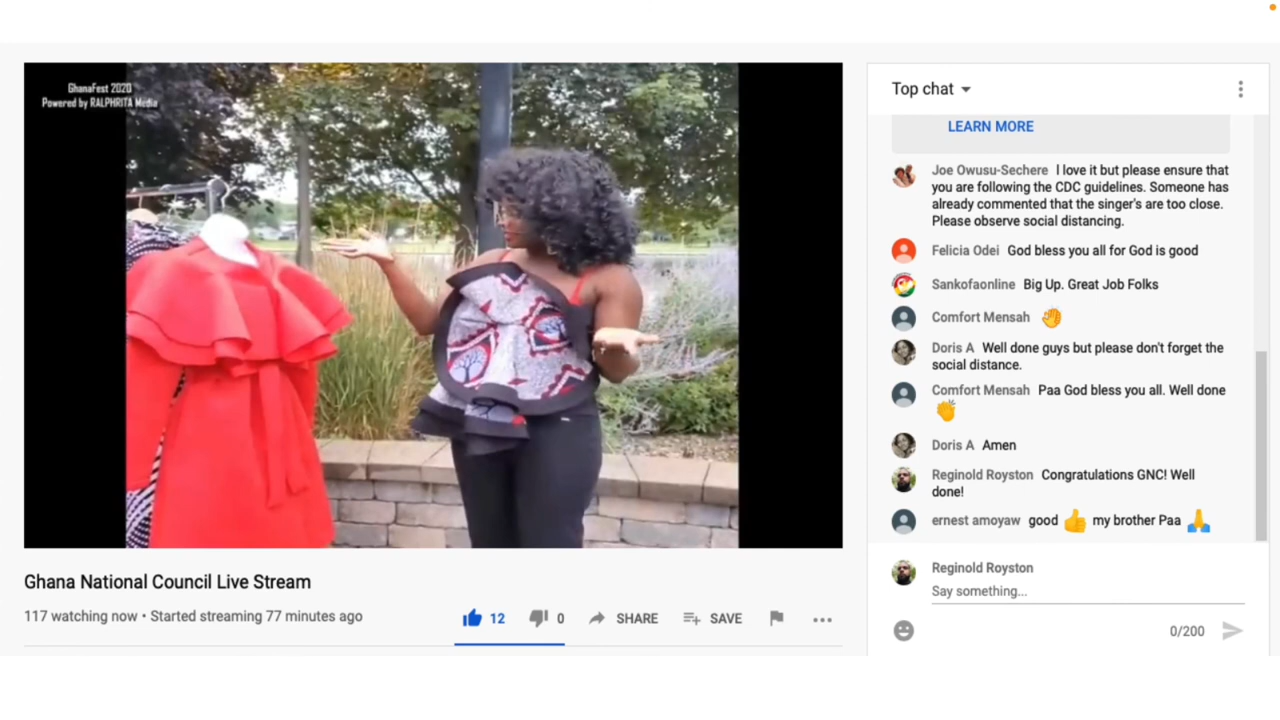 GhanaFest 2020
Powered by RALPHRITA Media
Ghana National Council Live Stream
117 watching now • Started streaming 77 minutes ago
12
0
SHARE
SAVE
Top chat
LEARN MORE
Joe Owusu-Sechere I love it but please ensure that
you are following the CDC guidelines. Someone has
already commented that the singer's are too close.
Please observe social distancing.
Felicia Odei God bless you all for God is good
Sankofaonline Big Up. Great Job Folks
Comfort Mensah 👋
Doris A Well done guys but please don't forget the
social distance.
Comfort Mensah Paa God bless you all. Well done
👏
Doris A Amen
Reginold Royston Congratulations GNC! Well
done!
ernest amoyaw good 👍 my brother Paa 🙏
Reginold Royston
Say something...
0/200